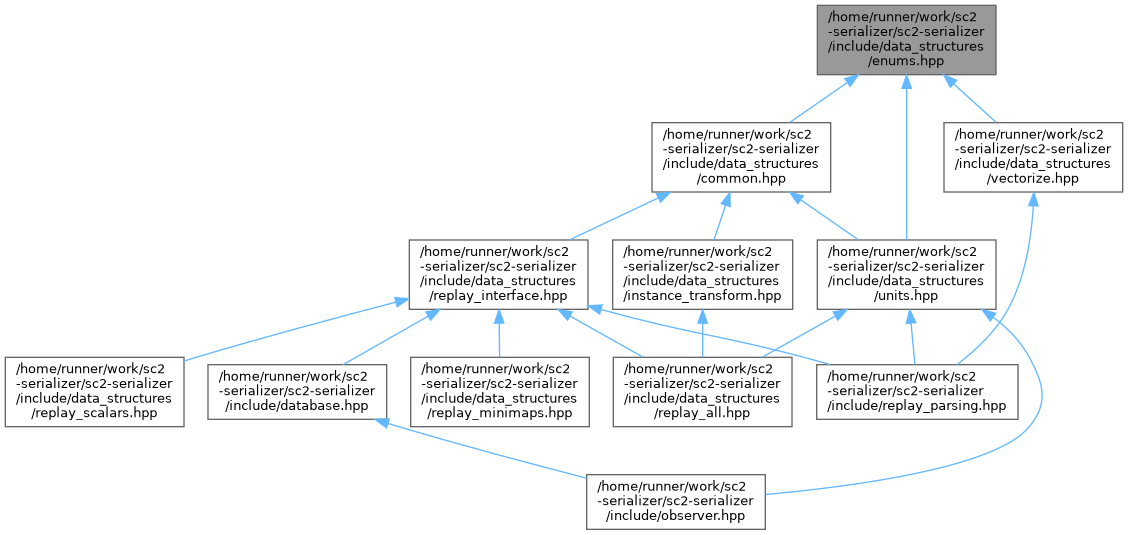 /home/runner/work/sc2
-serializer/sc2-serializer
/include/data_structures
/enums.hpp
/home/runner/work/sc2
-serializer/sc2-serializer
/include/data_structures
/common.hpp
/home/runner/work/sc2
-serializer/sc2-serializer
/include/data_structures
/vectorize.hpp
/home/runner/work/sc2
-serializer/sc2-serializer
/include/data_structures
/replay_interface.hpp
/home/runner/work/sc2
-serializer/sc2-serializer
/include/data_structures
/instance_transform.hpp
/home/runner/work/sc2
-serializer/sc2-serializer
/include/data_structures
/units.hpp
/home/runner/work/sc2
-serializer/sc2-serializer
/include/data_structures
/replay_scalars.hpp
/home/runner/work/sc2
-serializer/sc2-serializer
/include/database.hpp
/home/runner/work/sc2
-serializer/sc2-serializer
/include/data_structures
/replay_minimaps.hpp
/home/runner/work/sc2
-serializer/sc2-serializer
/include/data_structures
/replay_all.hpp
/home/runner/work/sc2
-serializer/sc2-serializer
/include/replay_parsing.hpp
/home/runner/work/sc2
-serializer/sc2-serializer
/include/observer.hpp